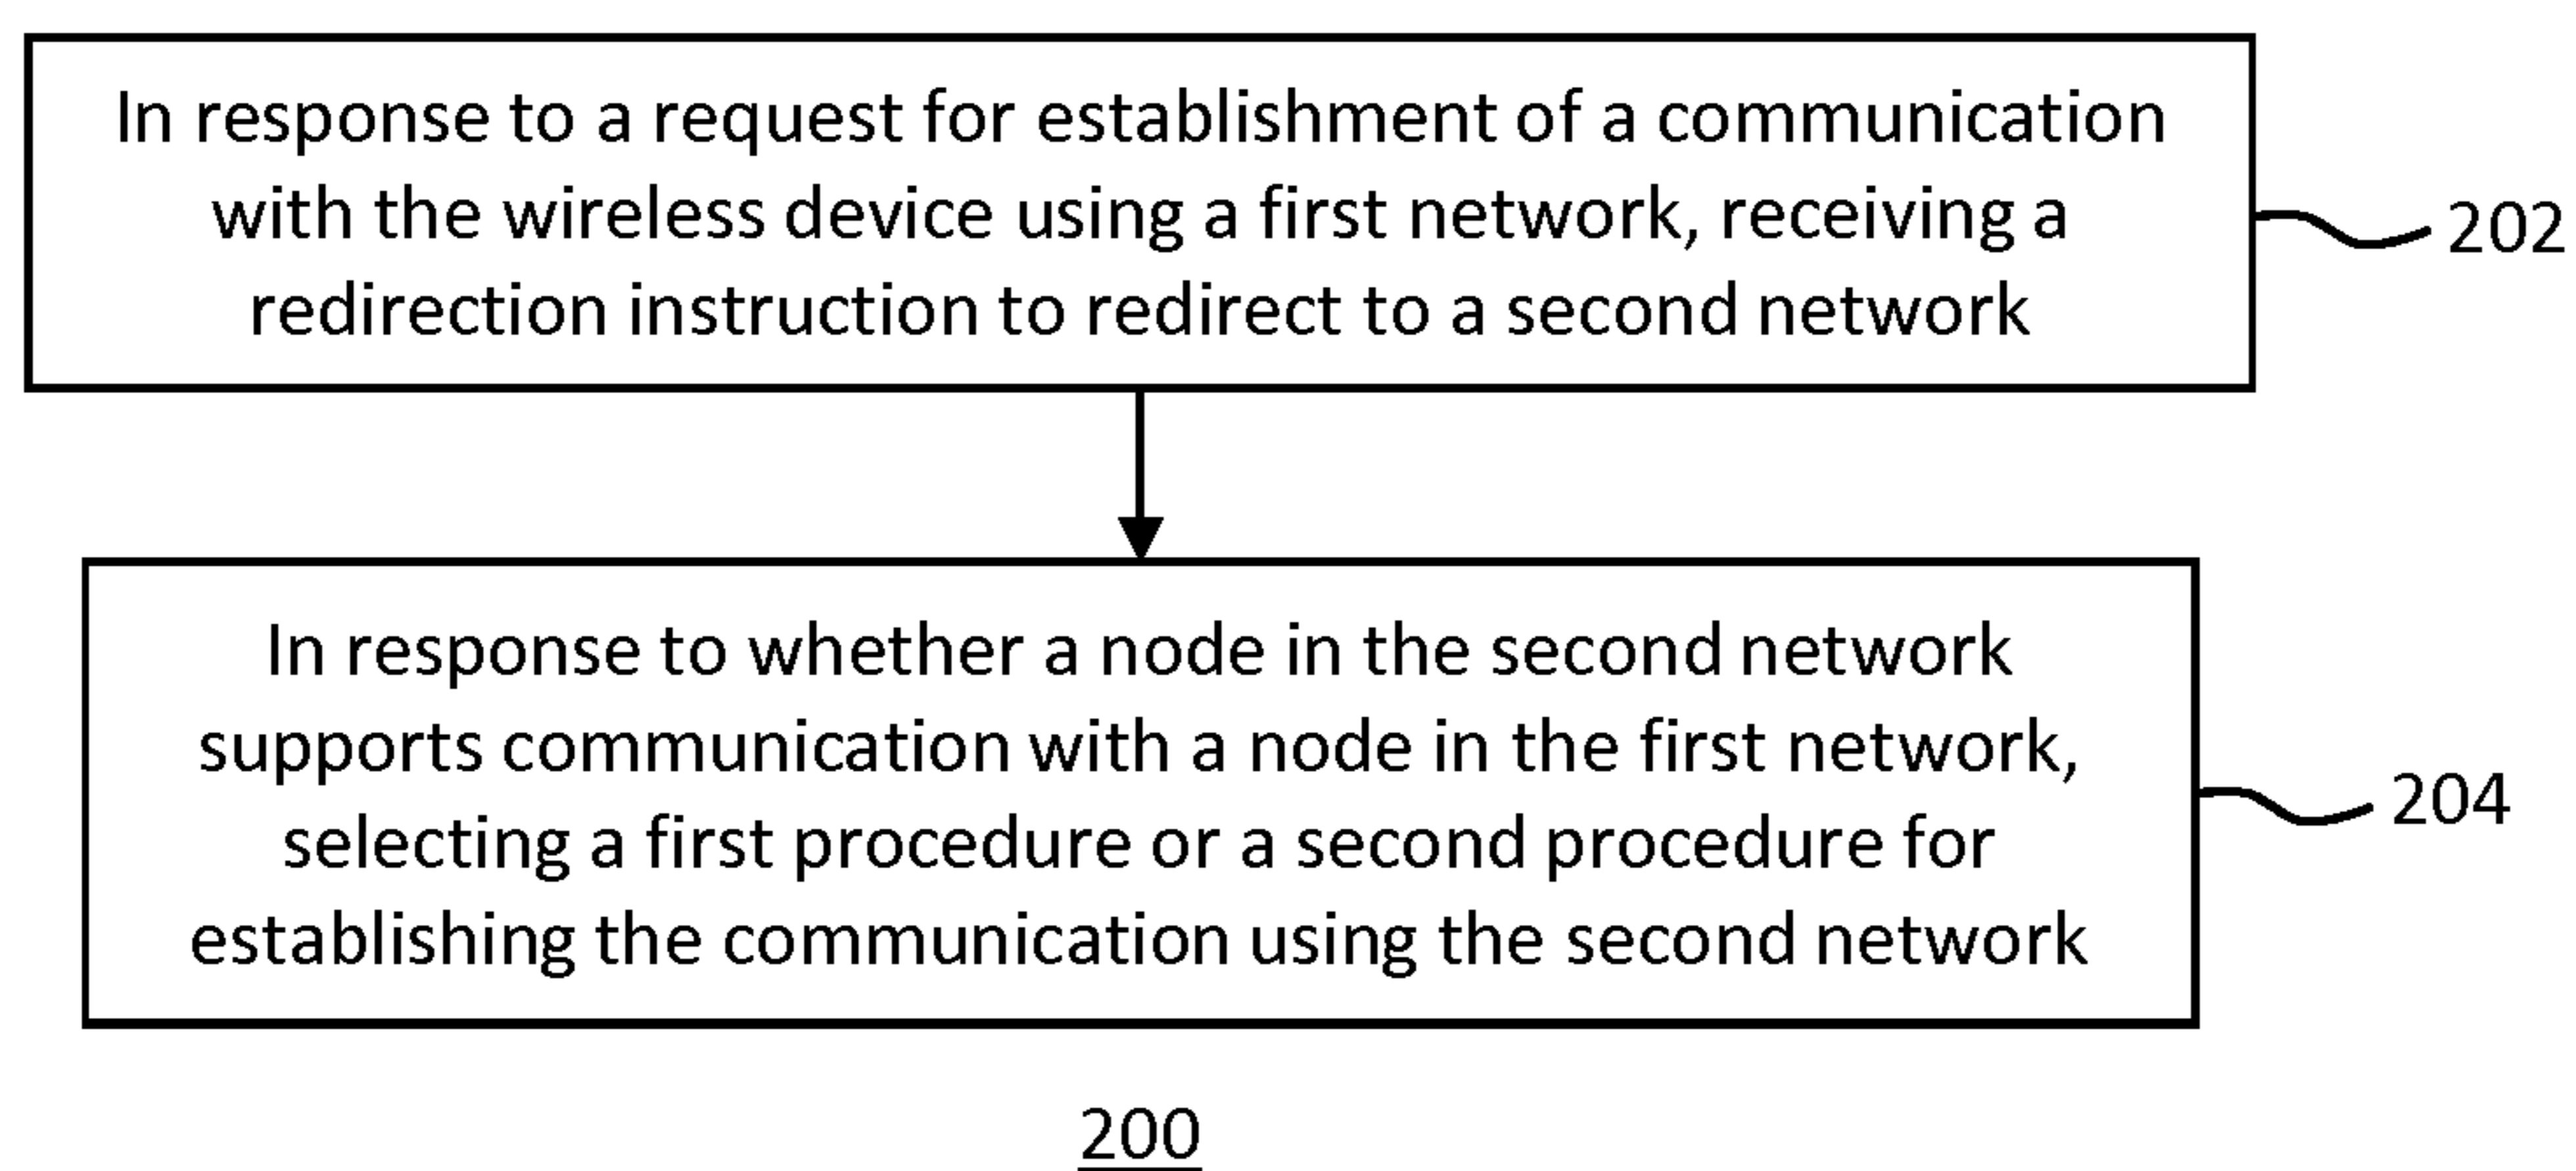 In response to a request for establishment of a communication
with the wireless device using a first network, receiving a
redirection instruction to redirect to a second network
202
In response to whether a node in the second network
supports communication with a node in the first network,
selecting a first procedure or a second procedure for
establishing the communication using the second network
204
200